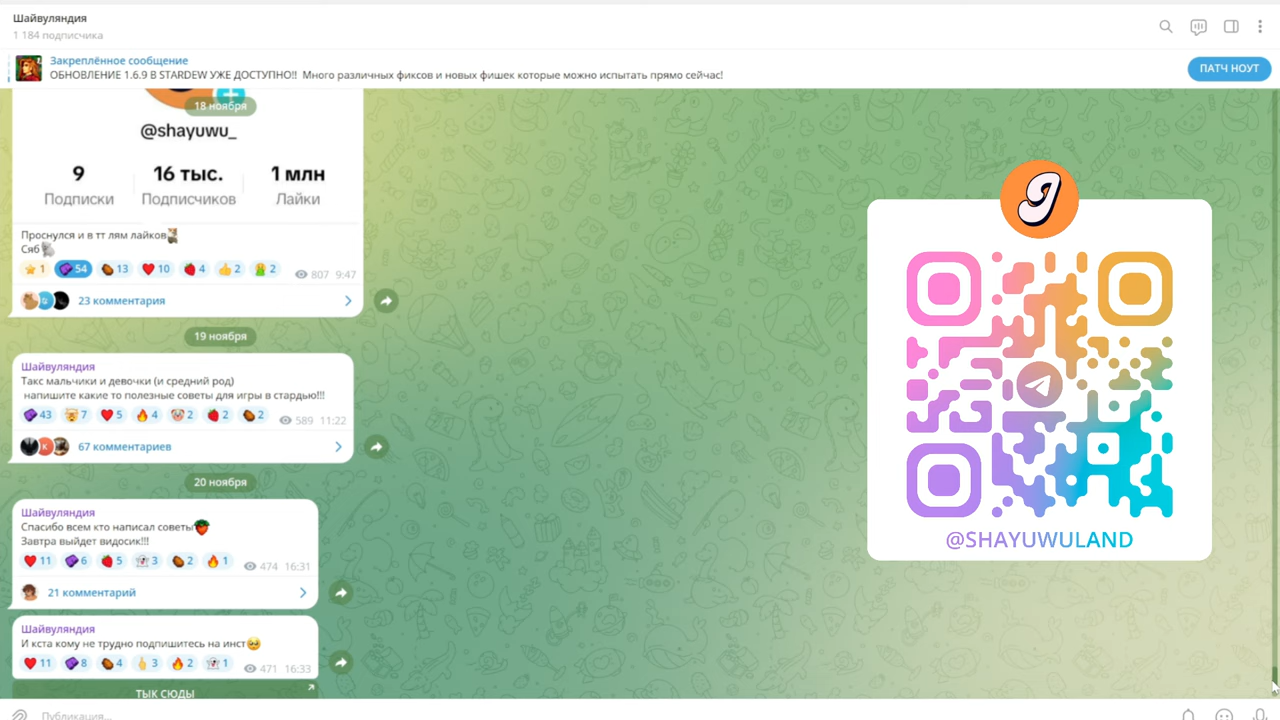 Шайвуляндия
1 184 подписчика
Закреплённое сообщение
ОБНОВЛЕНИЕ 1.6.9 В STARDEW УЖЕ ДОСТУПНО!! Много различных фиксов и новых фишек которые можно испытать прямо сейчас!
ПАТЧ НОУТ
18 ноября
@shayuwu_
9 16 тыс. 1 млн
Подписки Подписчиков Лайки
Проснулся и в тт лям лайков
Сяб
1 54 13 10 4 2 2 807 9:47
23 комментария
19 ноября
Шайвуляндия
Такс мальчики и девочки (и средний род)
напишите какие то полезные советы для игры в стардью!!!
43 7 5 4 2 2 2 589 11:22
67 комментариев
20 ноября
Шайвуляндия
Спасибо всем кто написал советы
Завтра выйдет видосик!!!
11 6 5 3 2 1 474 16:31
21 комментарий
Шайвуляндия
И кста кому не трудно подпишитесь на инст
11 8 4 3 2 1 471 16:33
ТЫК СЮДЫ
Публикация...
@SHAYUWULAND